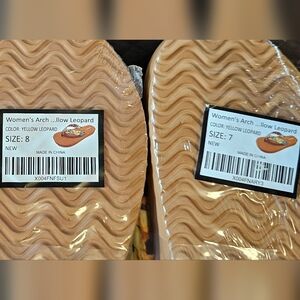 Women's Arch ...llow Leopard
COLOR: YELLOW LEOPARD
SIZE: 8
NEW
MADE IN CHINA
X004FNFSU1
Women's Arch ...llow Leopard
COLOR: YELLOW LEOPARD
SIZE: 7
NEW
MADE IN CHINA
X004FNARY3